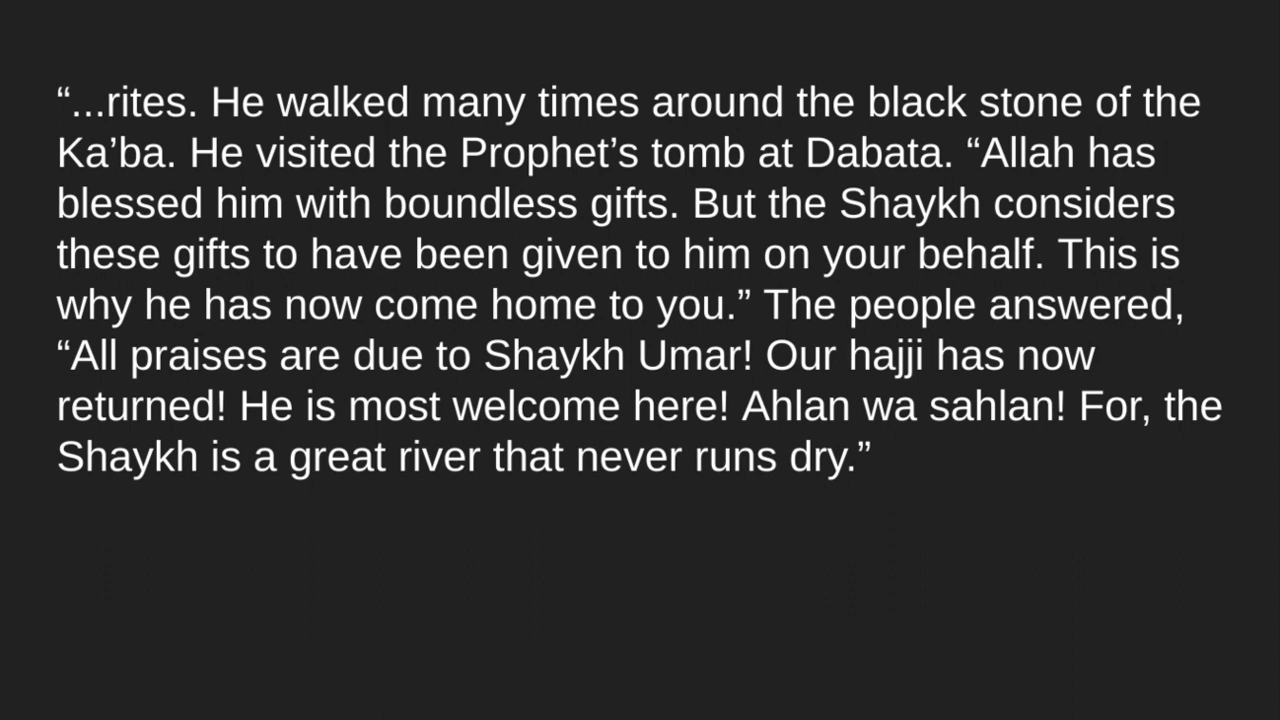 “...rites. He walked many times around the black stone of the
Ka’ba. He visited the Prophet’s tomb at Dabata. “Allah has
blessed him with boundless gifts. But the Shaykh considers
these gifts to have been given to him on your behalf. This is
why he has now come home to you.” The people answered,
“All praises are due to Shaykh Umar! Our hajji has now
returned! He is most welcome here! Ahlan wa sahlan! For, the
Shaykh is a great river that never runs dry.”